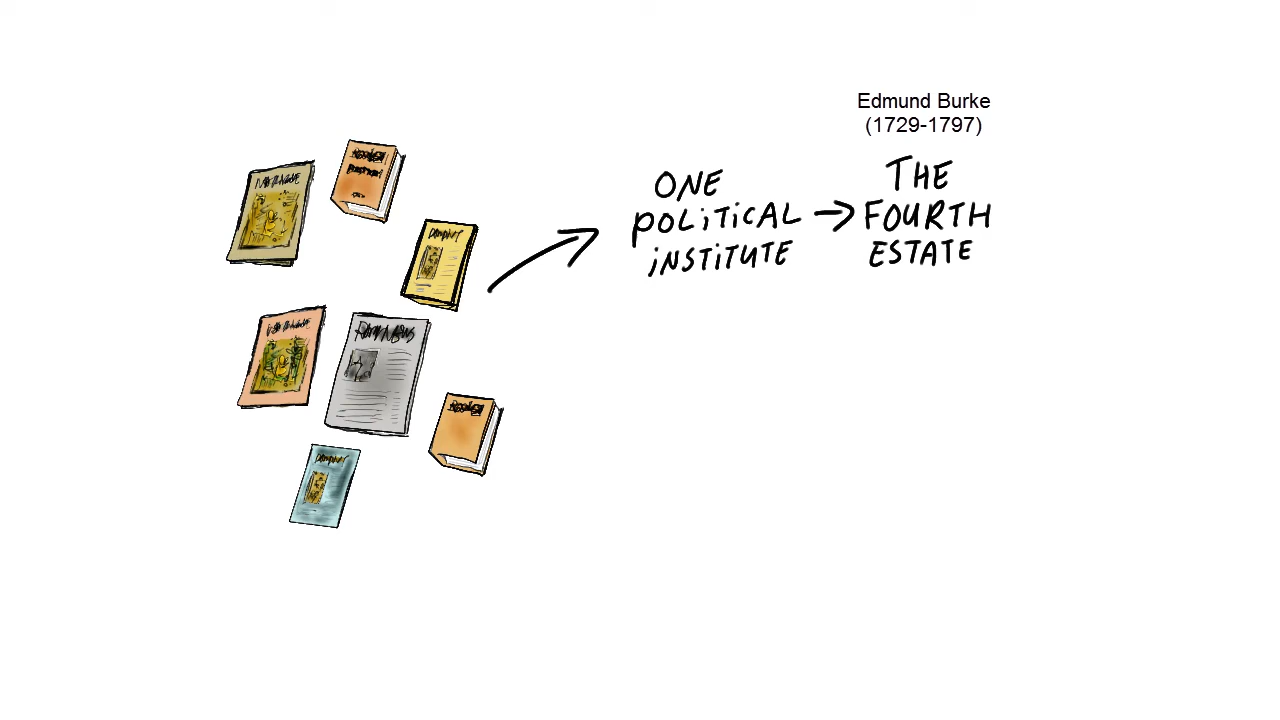 Edmund Burke
(1729-1797)
ONE
POLITICAL
INSTITUTE
THE
FOURTH
ESTATE